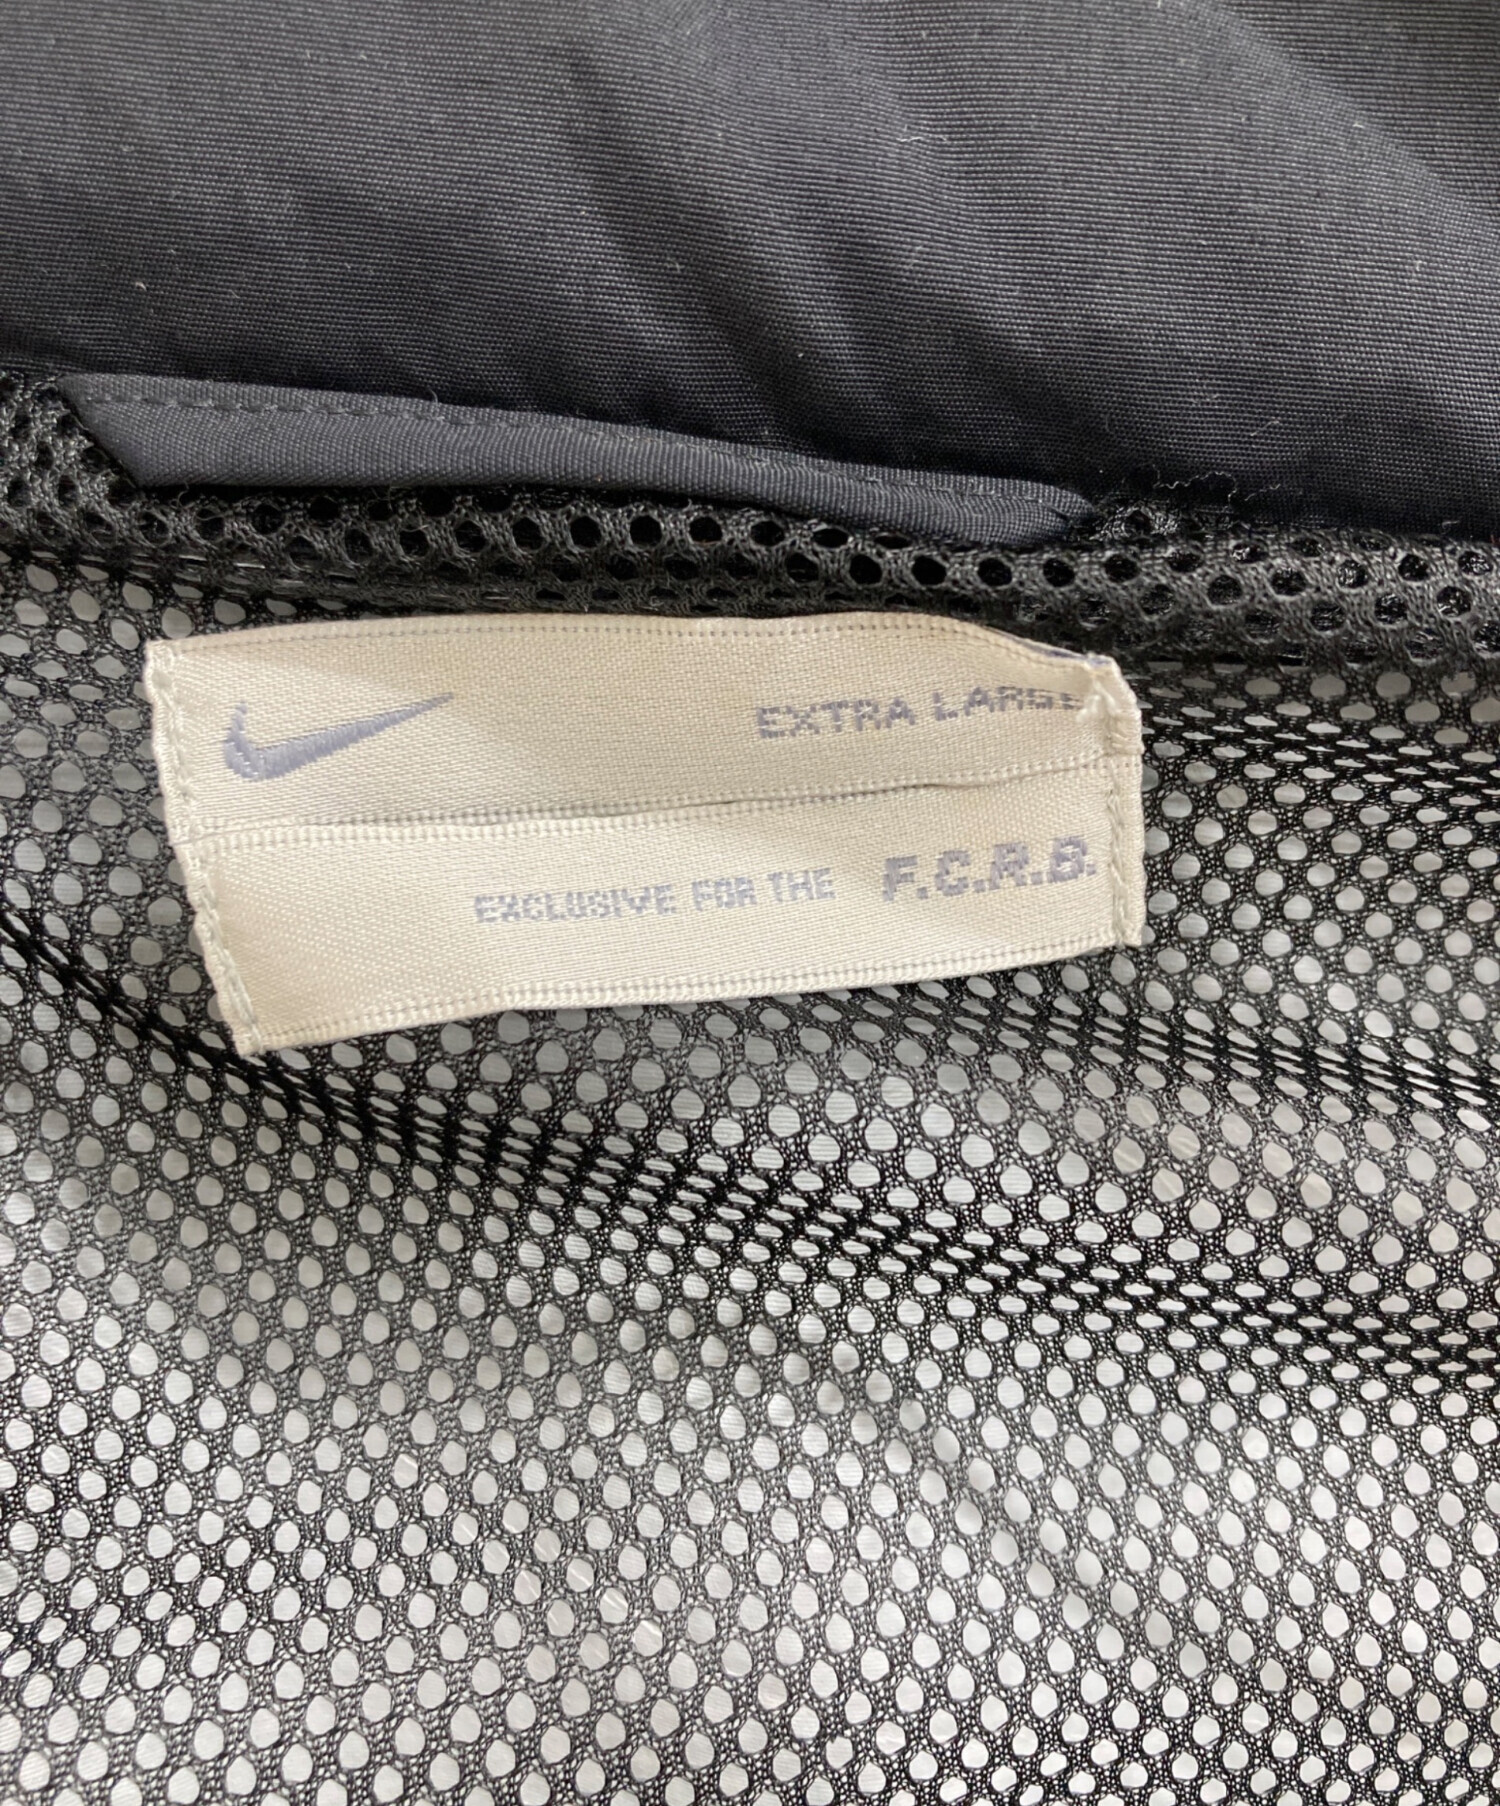 EXTRA LARGE
EXCLUSIVE FOR THE F.C.R.B.